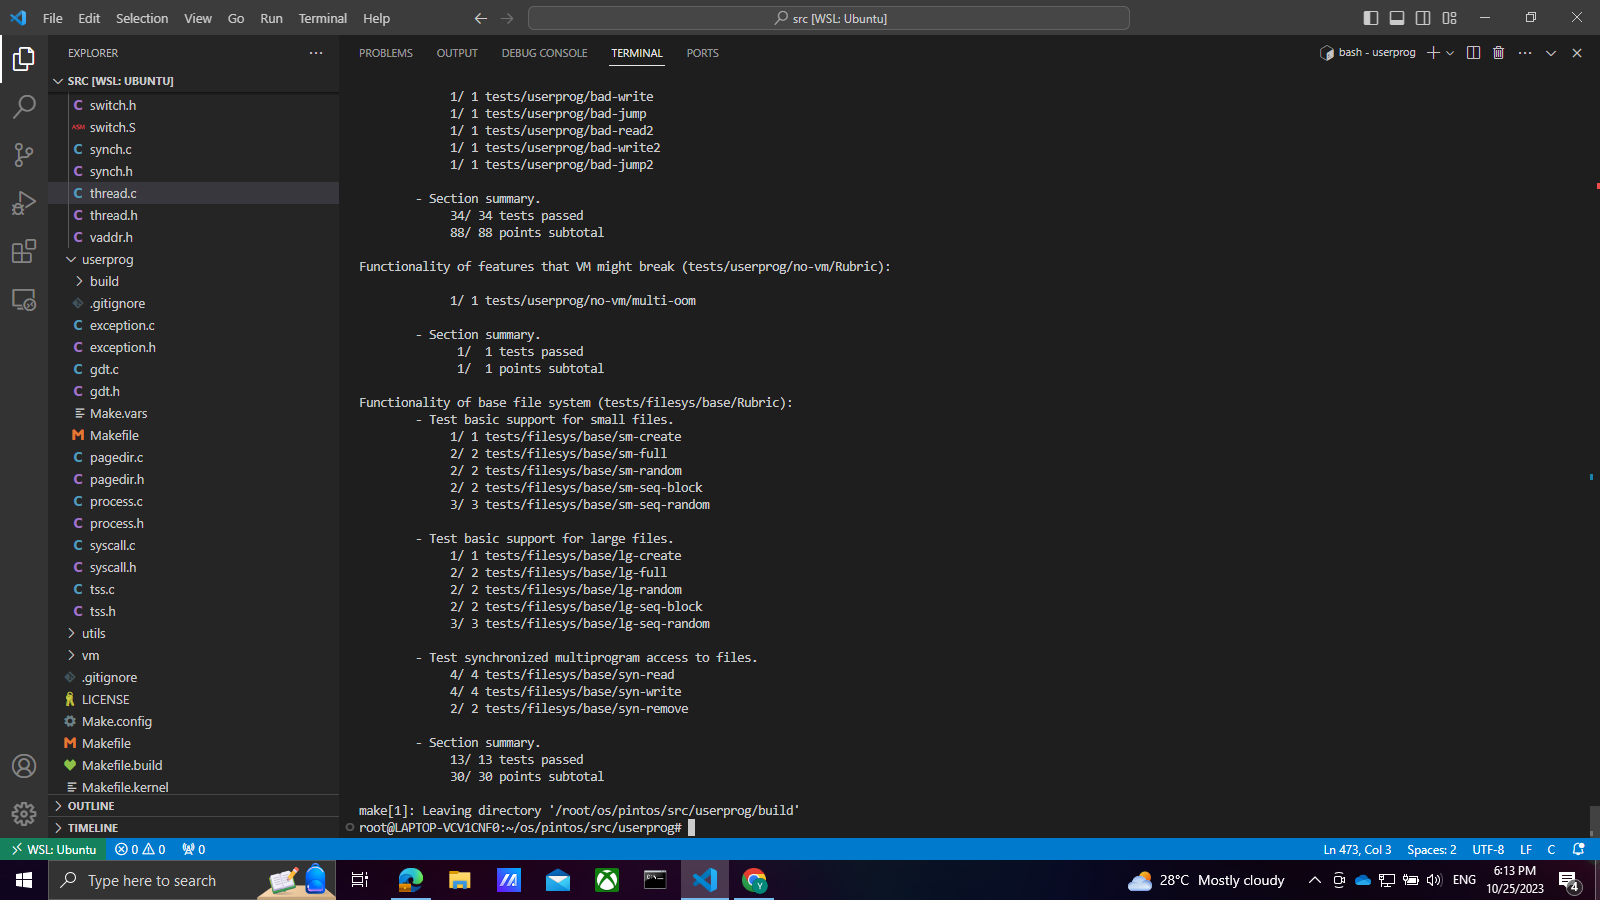 File Edit Selection View Go Run Terminal Help
src [WSL: Ubuntu]
EXPLORER
SRC [WSL: UBUNTU]
switch.h
ASM switch.S
C synch.c
C synch.h
C thread.c
C thread.h
C vaddr.h
userprog
build
.gitignore
C exception.c
C exception.h
C gdt.c
C gdt.h
Make.vars
M Makefile
C pagedir.c
C pagedir.h
C process.c
C process.h
C syscall.c
C syscall.h
C tss.c
C tss.h
utils
vm
.gitignore
LICENSE
Make.config
M Makefile
Makefile.build
Makefile.kernel
OUTLINE
TIMELINE
PROBLEMS OUTPUT DEBUG CONSOLE TERMINAL PORTS
bash - userprog
1/ 1 tests/userprog/bad-write
1/ 1 tests/userprog/bad-jump
1/ 1 tests/userprog/bad-read2
1/ 1 tests/userprog/bad-write2
1/ 1 tests/userprog/bad-jump2
- Section summary.
34/ 34 tests passed
88/ 88 points subtotal
Functionality of features that VM might break (tests/userprog/no-vm/Rubric):
1/ 1 tests/userprog/no-vm/multi-oom
- Section summary.
1/ 1 tests passed
1/ 1 points subtotal
Functionality of base file system (tests/filesys/base/Rubric):
- Test basic support for small files.
1/ 1 tests/filesys/base/sm-create
2/ 2 tests/filesys/base/sm-full
2/ 2 tests/filesys/base/sm-random
2/ 2 tests/filesys/base/sm-seq-block
3/ 3 tests/filesys/base/sm-seq-random
- Test basic support for large files.
1/ 1 tests/filesys/base/lg-create
2/ 2 tests/filesys/base/lg-full
2/ 2 tests/filesys/base/lg-random
2/ 2 tests/filesys/base/lg-seq-block
3/ 3 tests/filesys/base/lg-seq-random
- Test synchronized multiprogram access to files.
4/ 4 tests/filesys/base/syn-read
4/ 4 tests/filesys/base/syn-write
2/ 2 tests/filesys/base/syn-remove
- Section summary.
13/ 13 tests passed
30/ 30 points subtotal
make[1]: Leaving directory '/root/os/pintos/src/userprog/build'
root@LAPTOP-VCV1CNF0:~/os/pintos/src/userprog#
WSL: Ubuntu 0 0 0
Ln 473, Col 3 Spaces: 2 UTF-8 LF C
Type here to search
28°C Mostly cloudy
ENG
6:13 PM
10/25/2023
4